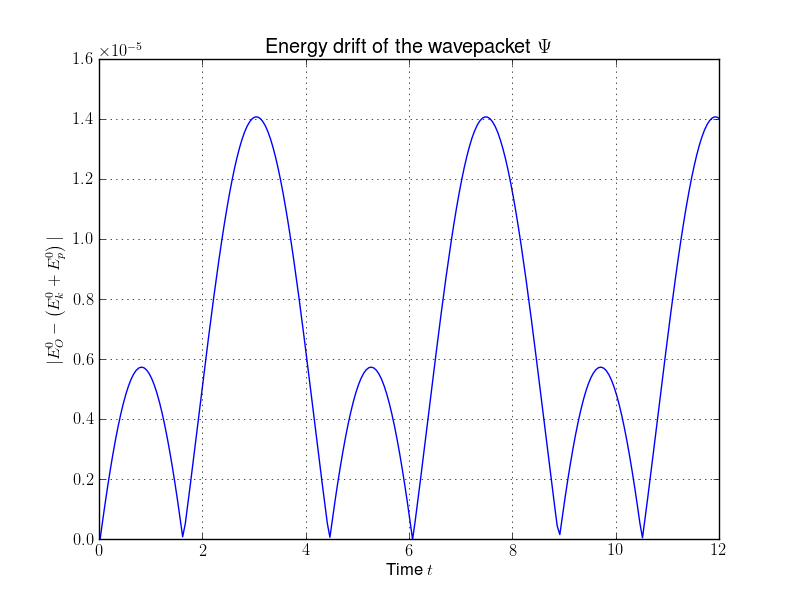 Energy drift of the wavepacket Ψ
×10⁻⁵
1.6
1.4
1.2
1.0
0.8
0.6
0.4
0.2
0.0
|E_O^0 − (E_k^0 + E_p^0) |
0 2 4 6 8 10 12
Time t